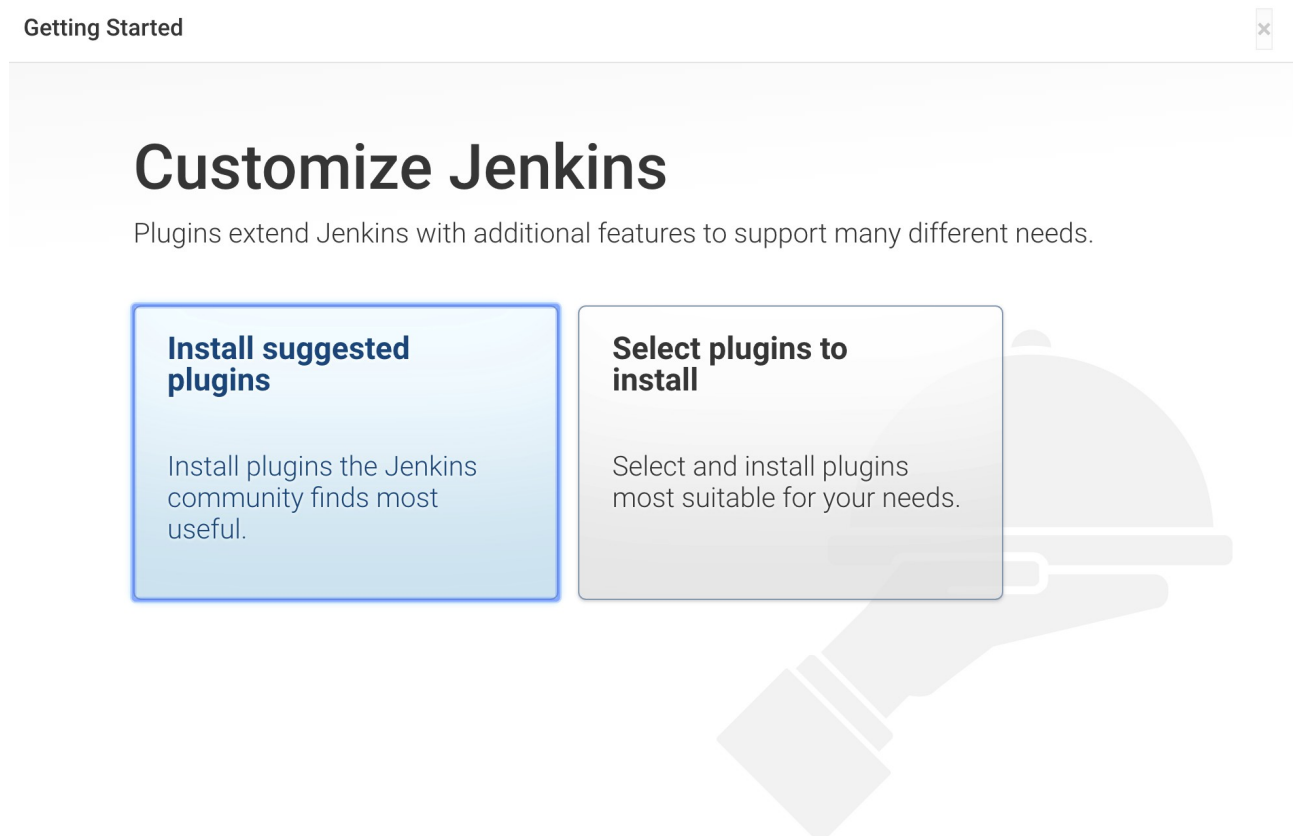 Getting Started
×
Customize Jenkins
Plugins extend Jenkins with additional features to support many different needs.
Install suggested
plugins
Install plugins the Jenkins
community finds most
useful.
Select plugins to
install
Select and install plugins
most suitable for your needs.